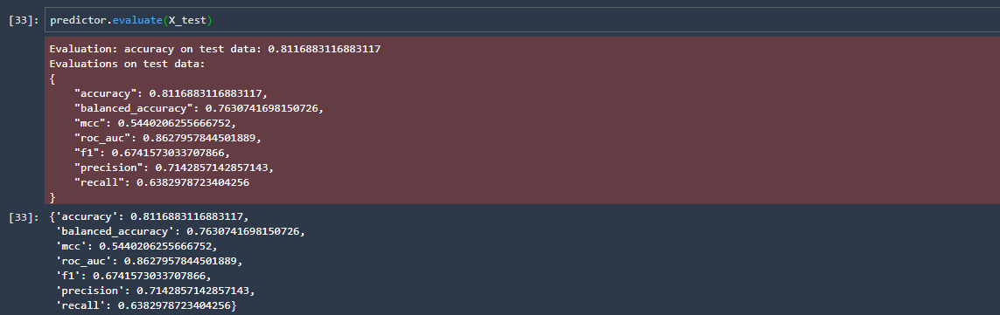 [33]: predictor.evaluate(X_test)
Evaluation: accuracy on test data: 0.8116883116883117
Evaluations on test data:
{
    "accuracy": 0.8116883116883117,
    "balanced_accuracy": 0.7630741698150726,
    "mcc": 0.5440206255666752,
    "roc_auc": 0.8627957844501889,
    "f1": 0.6741573033707866,
    "precision": 0.7142857142857143,
    "recall": 0.6382978723404256
}
[33]: {'accuracy': 0.8116883116883117,
 'balanced_accuracy': 0.7630741698150726,
 'mcc': 0.5440206255666752,
 'roc_auc': 0.8627957844501889,
 'f1': 0.6741573033707866,
 'precision': 0.7142857142857143,
 'recall': 0.6382978723404256}